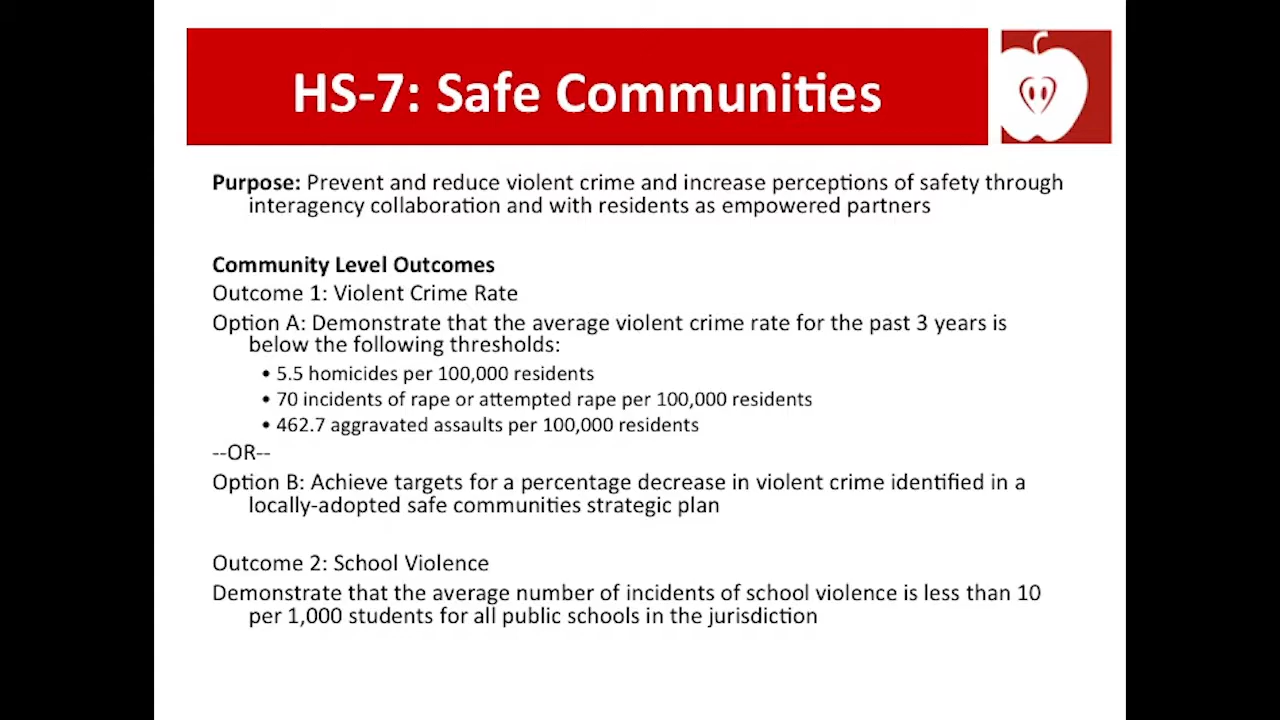 HS-7: Safe Communities
Purpose: Prevent and reduce violent crime and increase perceptions of safety through
interagency collaboration and with residents as empowered partners
Community Level Outcomes
Outcome 1: Violent Crime Rate
Option A: Demonstrate that the average violent crime rate for the past 3 years is
below the following thresholds:
• 5.5 homicides per 100,000 residents
• 70 incidents of rape or attempted rape per 100,000 residents
• 462.7 aggravated assaults per 100,000 residents
--OR--
Option B: Achieve targets for a percentage decrease in violent crime identified in a
locally-adopted safe communities strategic plan
Outcome 2: School Violence
Demonstrate that the average number of incidents of school violence is less than 10
per 1,000 students for all public schools in the jurisdiction